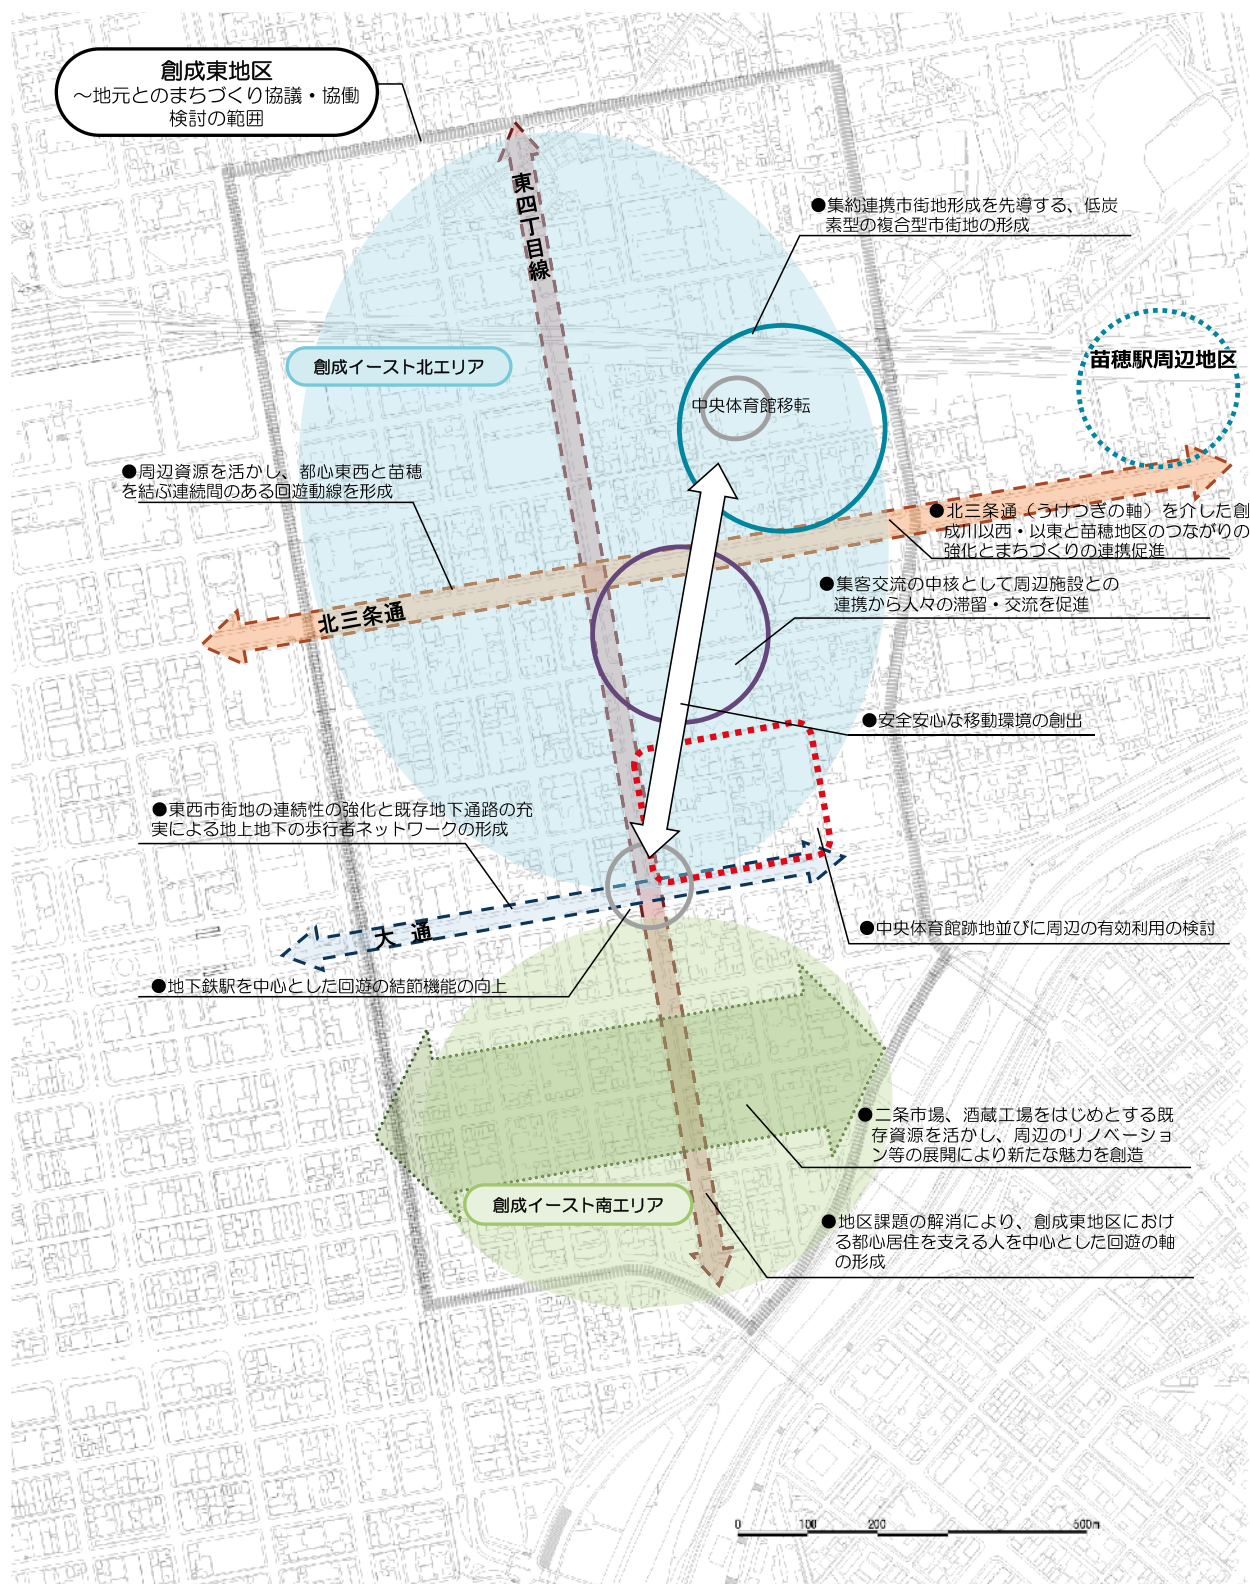 創成東地区
～地元とのまちづくり協議・協働
検討の範囲
東四丁目線
●集約連携市街地形成を先導する、低炭
素型の複合型市街地の形成
創成イースト北エリア
苗穂駅周辺地区
中央体育館移転
●周辺資源を活かし、都心東西と苗穂
を結ぶ連続間のある回遊動線を形成
●北三条通（うけつぎの軸）を介した創
成川以西・以東と苗穂地区のつながりの
強化とまちづくりの連携促進
●集客交流の中核として周辺施設との
連携から人々の滞留・交流を促進
北三条通
●安全安心な移動環境の創出
●東西市街地の連続性の強化と既存地下通路の充
実による地上地下の歩行者ネットワークの形成
大 通
●中央体育館跡地並びに周辺の有効利用の検討
●地下鉄駅を中心とした回遊の結節機能の向上
●二条市場、酒蔵工場をはじめとする既
存資源を活かし、周辺のリノベーショ
ン等の展開により新たな魅力を創造
創成イースト南エリア
●地区課題の解消により、創成東地区におけ
る都心居住を支える人を中心とした回遊の軸
の形成
0 100 200 500m